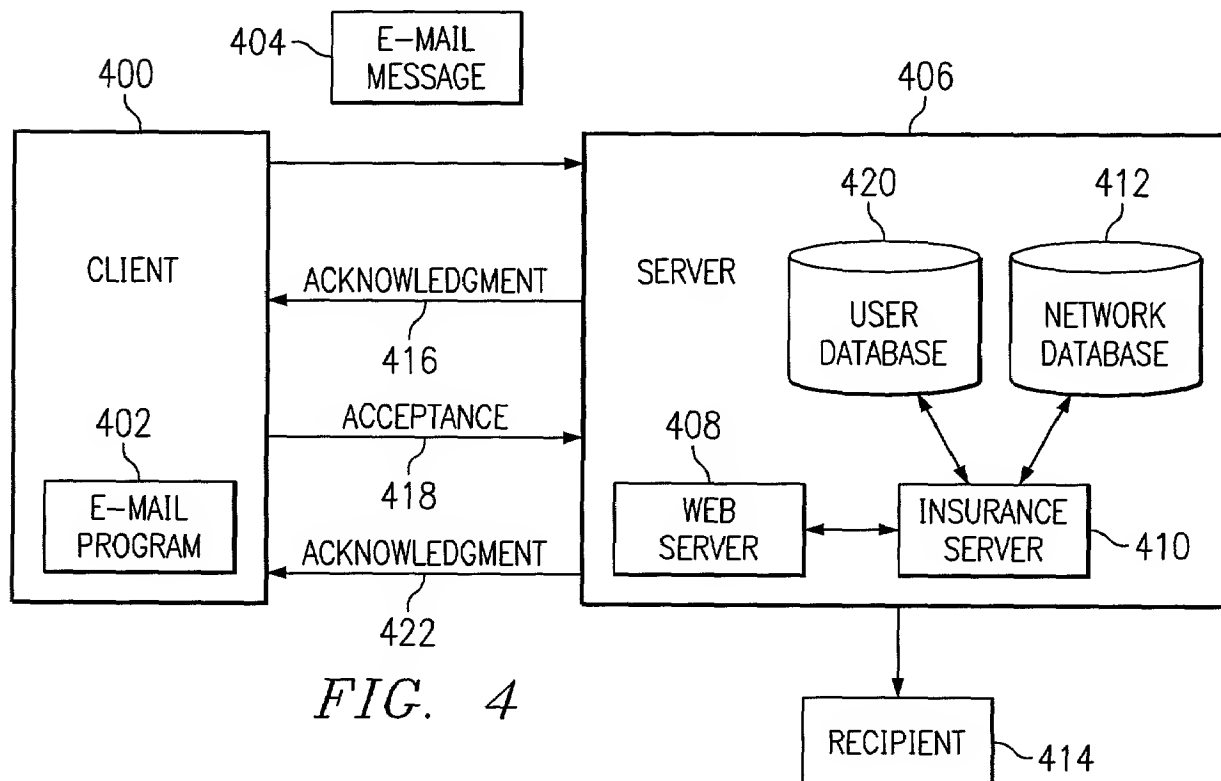 404
E-MAIL
MESSAGE
400
406
CLIENT
SERVER
420
412
USER
DATABASE
NETWORK
DATABASE
ACKNOWLEDGMENT
416
ACCEPTANCE
418
402
E-MAIL
PROGRAM
408
WEB
SERVER
INSURANCE
SERVER
410
ACKNOWLEDGMENT
422
FIG. 4
RECIPIENT
414